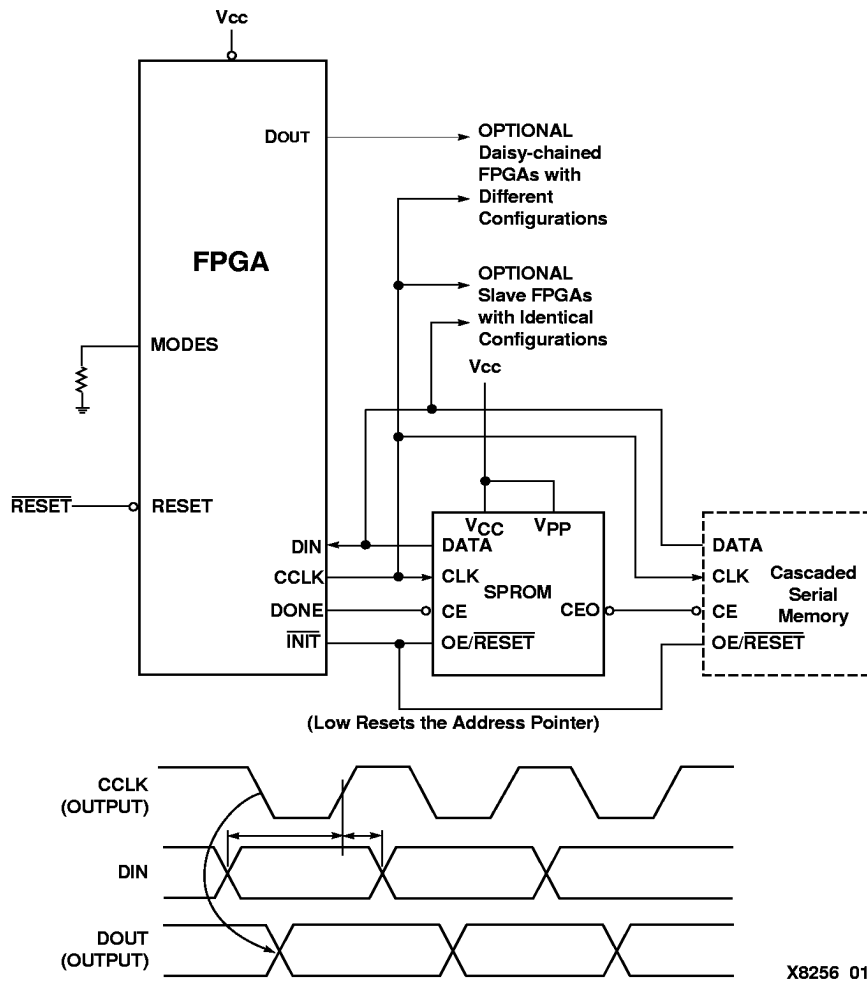 Vcc
DOUT
OPTIONAL
Daisy-chained
FPGAs with
Different
Configurations
FPGA
OPTIONAL
Slave FPGAs
with Identical
Configurations
MODES
Vcc
RESET
RESET
VCC
VPP
DIN
DATA
DATA
CCLK
CLK
SPROM
CLK
Cascaded
Serial
Memory
DONE
CE
CEO
CE
INIT
OE/RESET
OE/RESET
(Low Resets the Address Pointer)
CCLK
(OUTPUT)
DIN
DOUT
(OUTPUT)
X8256_01